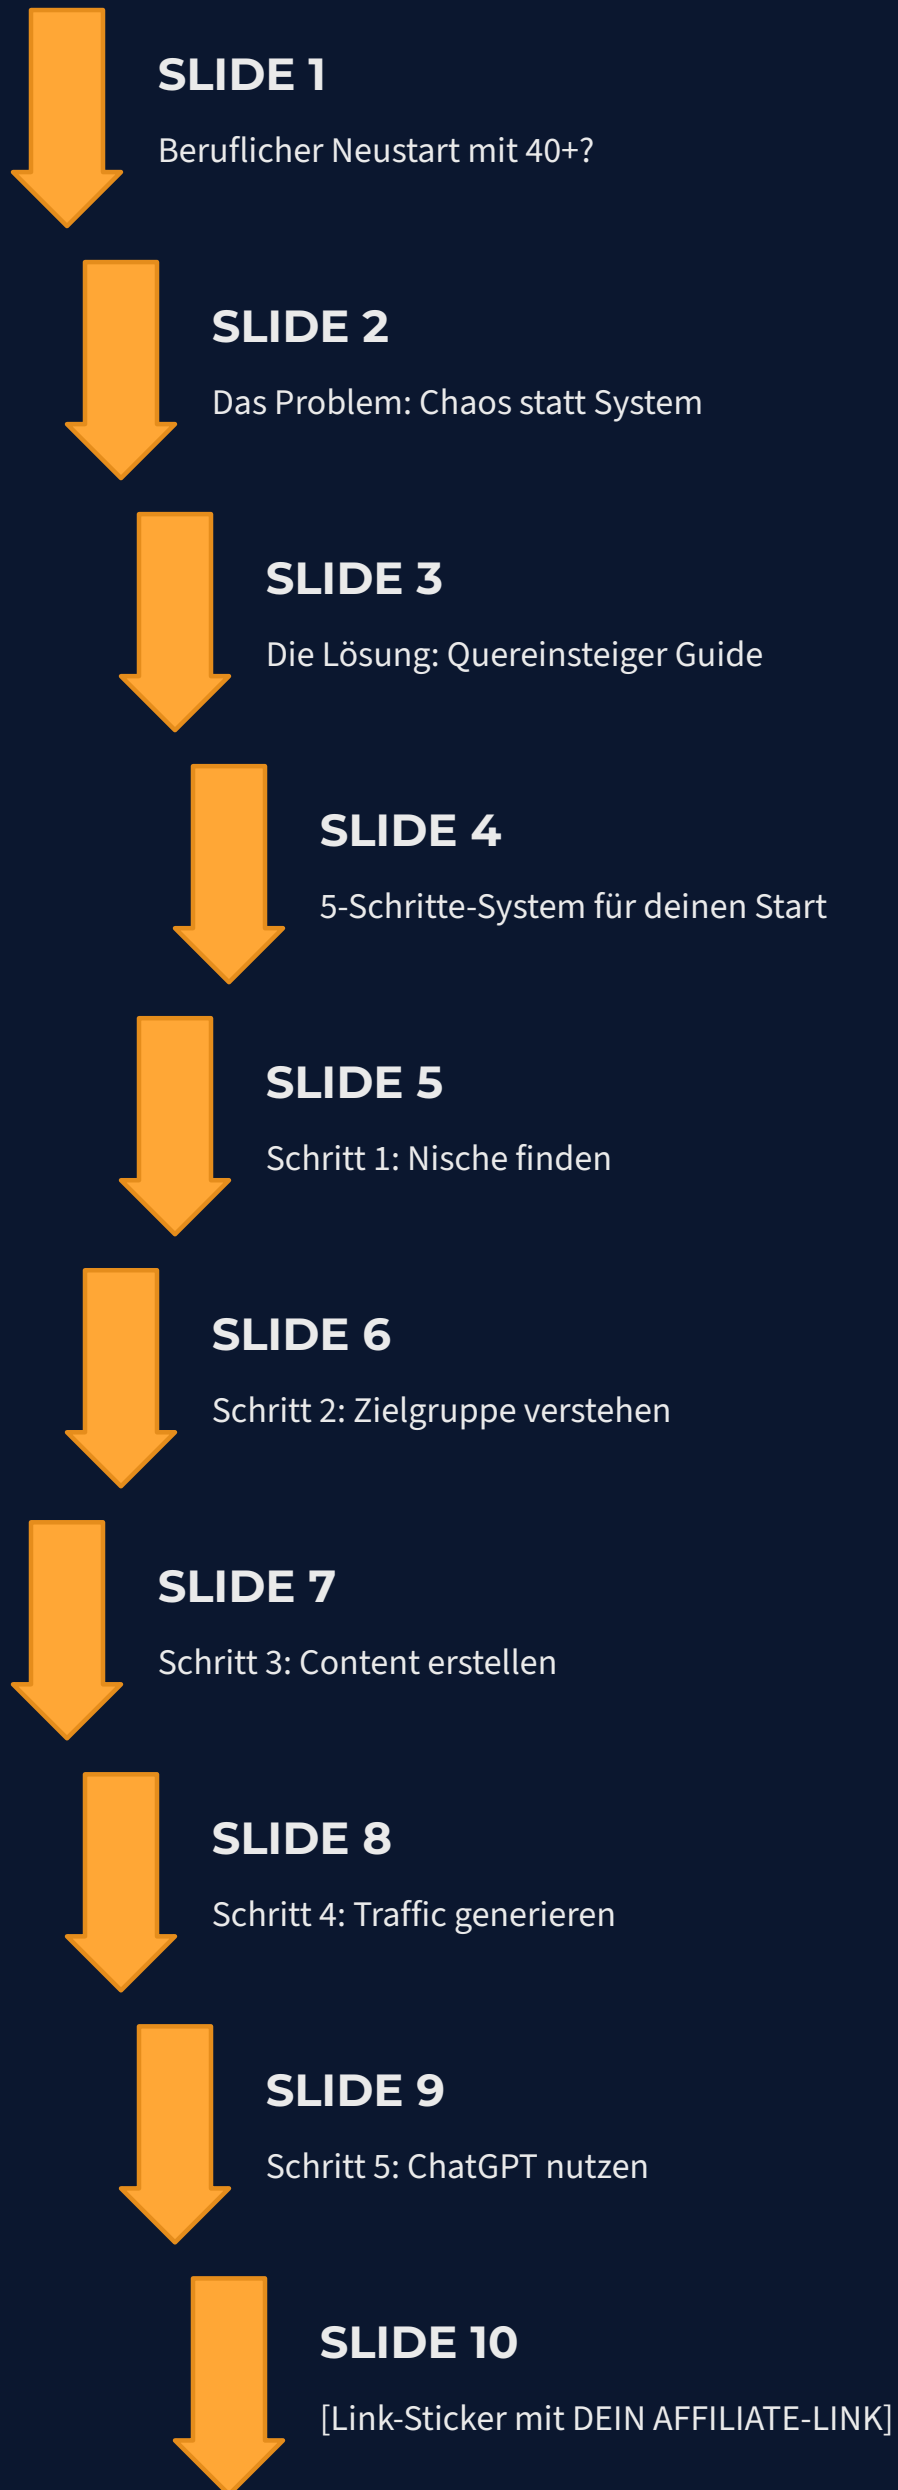 SLIDE 1
Beruflicher Neustart mit 40+?
SLIDE 2
Das Problem: Chaos statt System
SLIDE 3
Die Lösung: Quereinsteiger Guide
SLIDE 4
5-Schritte-System für deinen Start
SLIDE 5
Schritt 1: Nische finden
SLIDE 6
Schritt 2: Zielgruppe verstehen
SLIDE 7
Schritt 3: Content erstellen
SLIDE 8
Schritt 4: Traffic generieren
SLIDE 9
Schritt 5: ChatGPT nutzen
SLIDE 10
[Link-Sticker mit DEIN AFFILIATE-LINK]